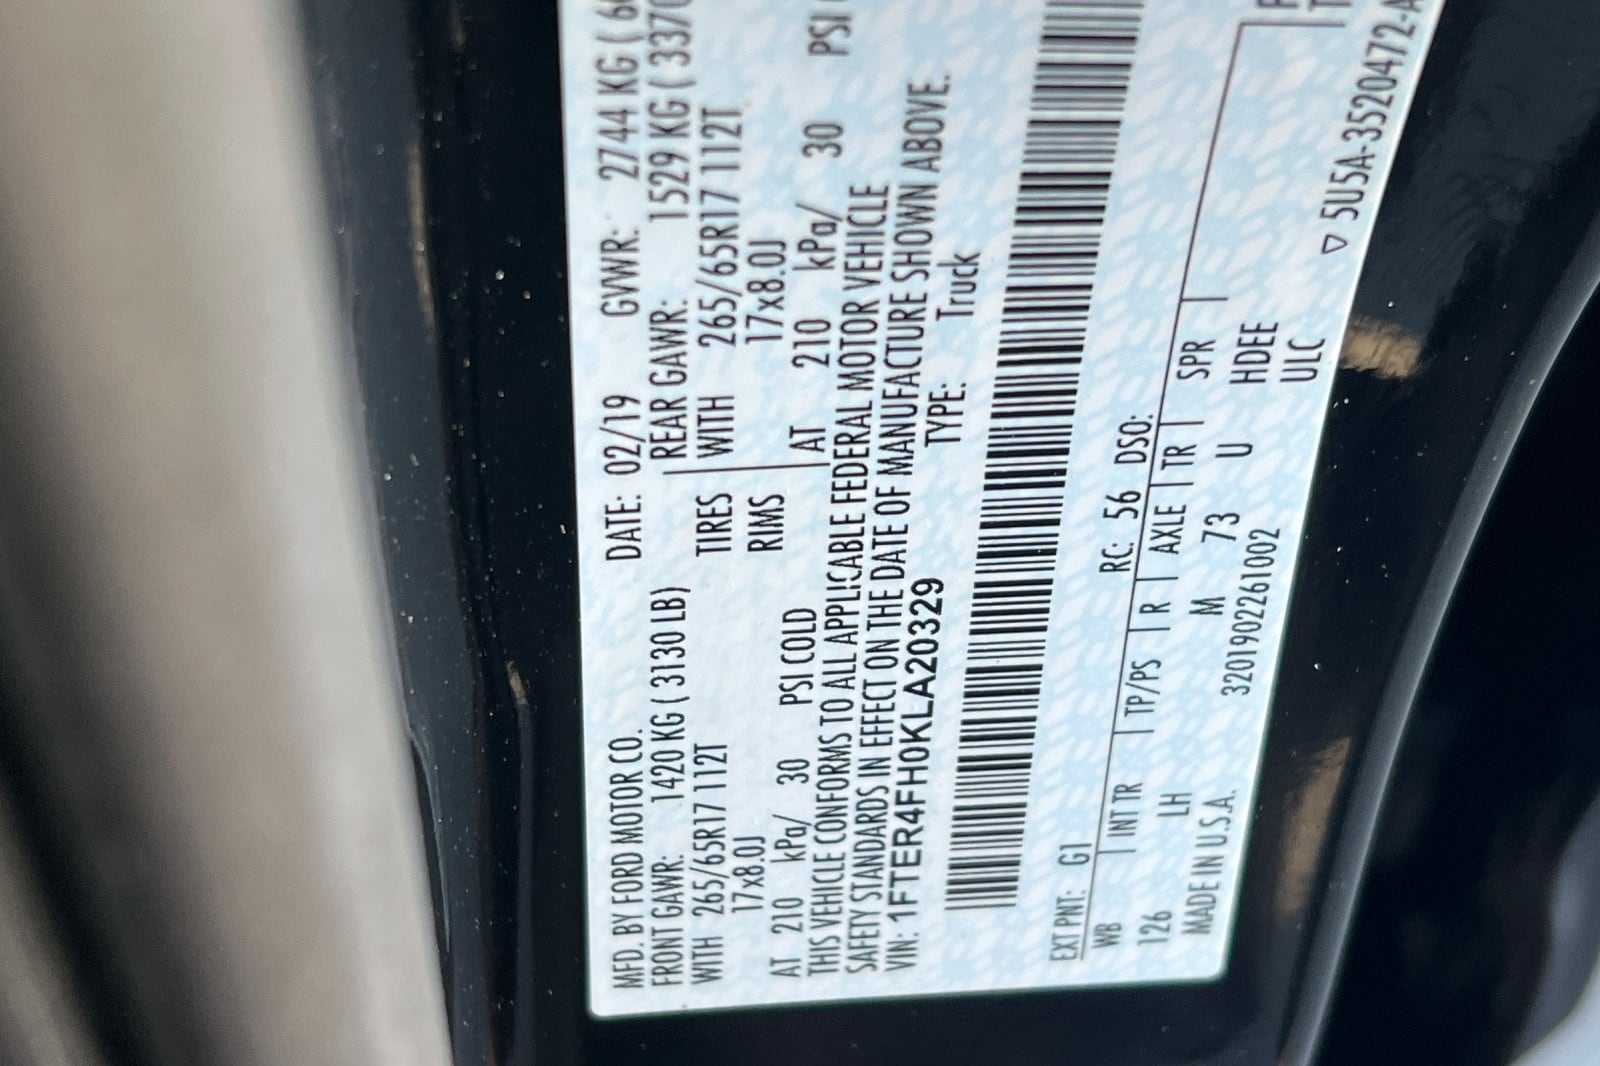 MFD. BY FORD MOTOR CO.
DATE: 02/19 GVWR: 2744 KG (
FRONT GAWR: 1420 KG ( 3130 LB)
REAR GAWR: 1529 KG ( 3370
WITH 265/65R17 112T TIRES WITH 265/65R17 112T
17x8.0J RIMS 17x8.0J
AT 210 kPa/ 30 PSI COLD AT 210 kPa/ 30 PSI
THIS VEHICLE CONFORMS TO ALL APPLICABLE FEDERAL MOTOR VEHICLE
SAFETY STANDARDS IN EFFECT ON THE DATE OF MANUFACTURE SHOWN ABOVE.
VIN: 1FTER4FH0KLA20329 TYPE: Truck
EXT PNT: G1 RC: 56 DSO:
WB INT TR TP/PS R AXLE TR SPR
126 LH M 73 U HDEE
MADE IN U.S.A. 3201902261002 ULC
▽ 5U5A-3520472-A